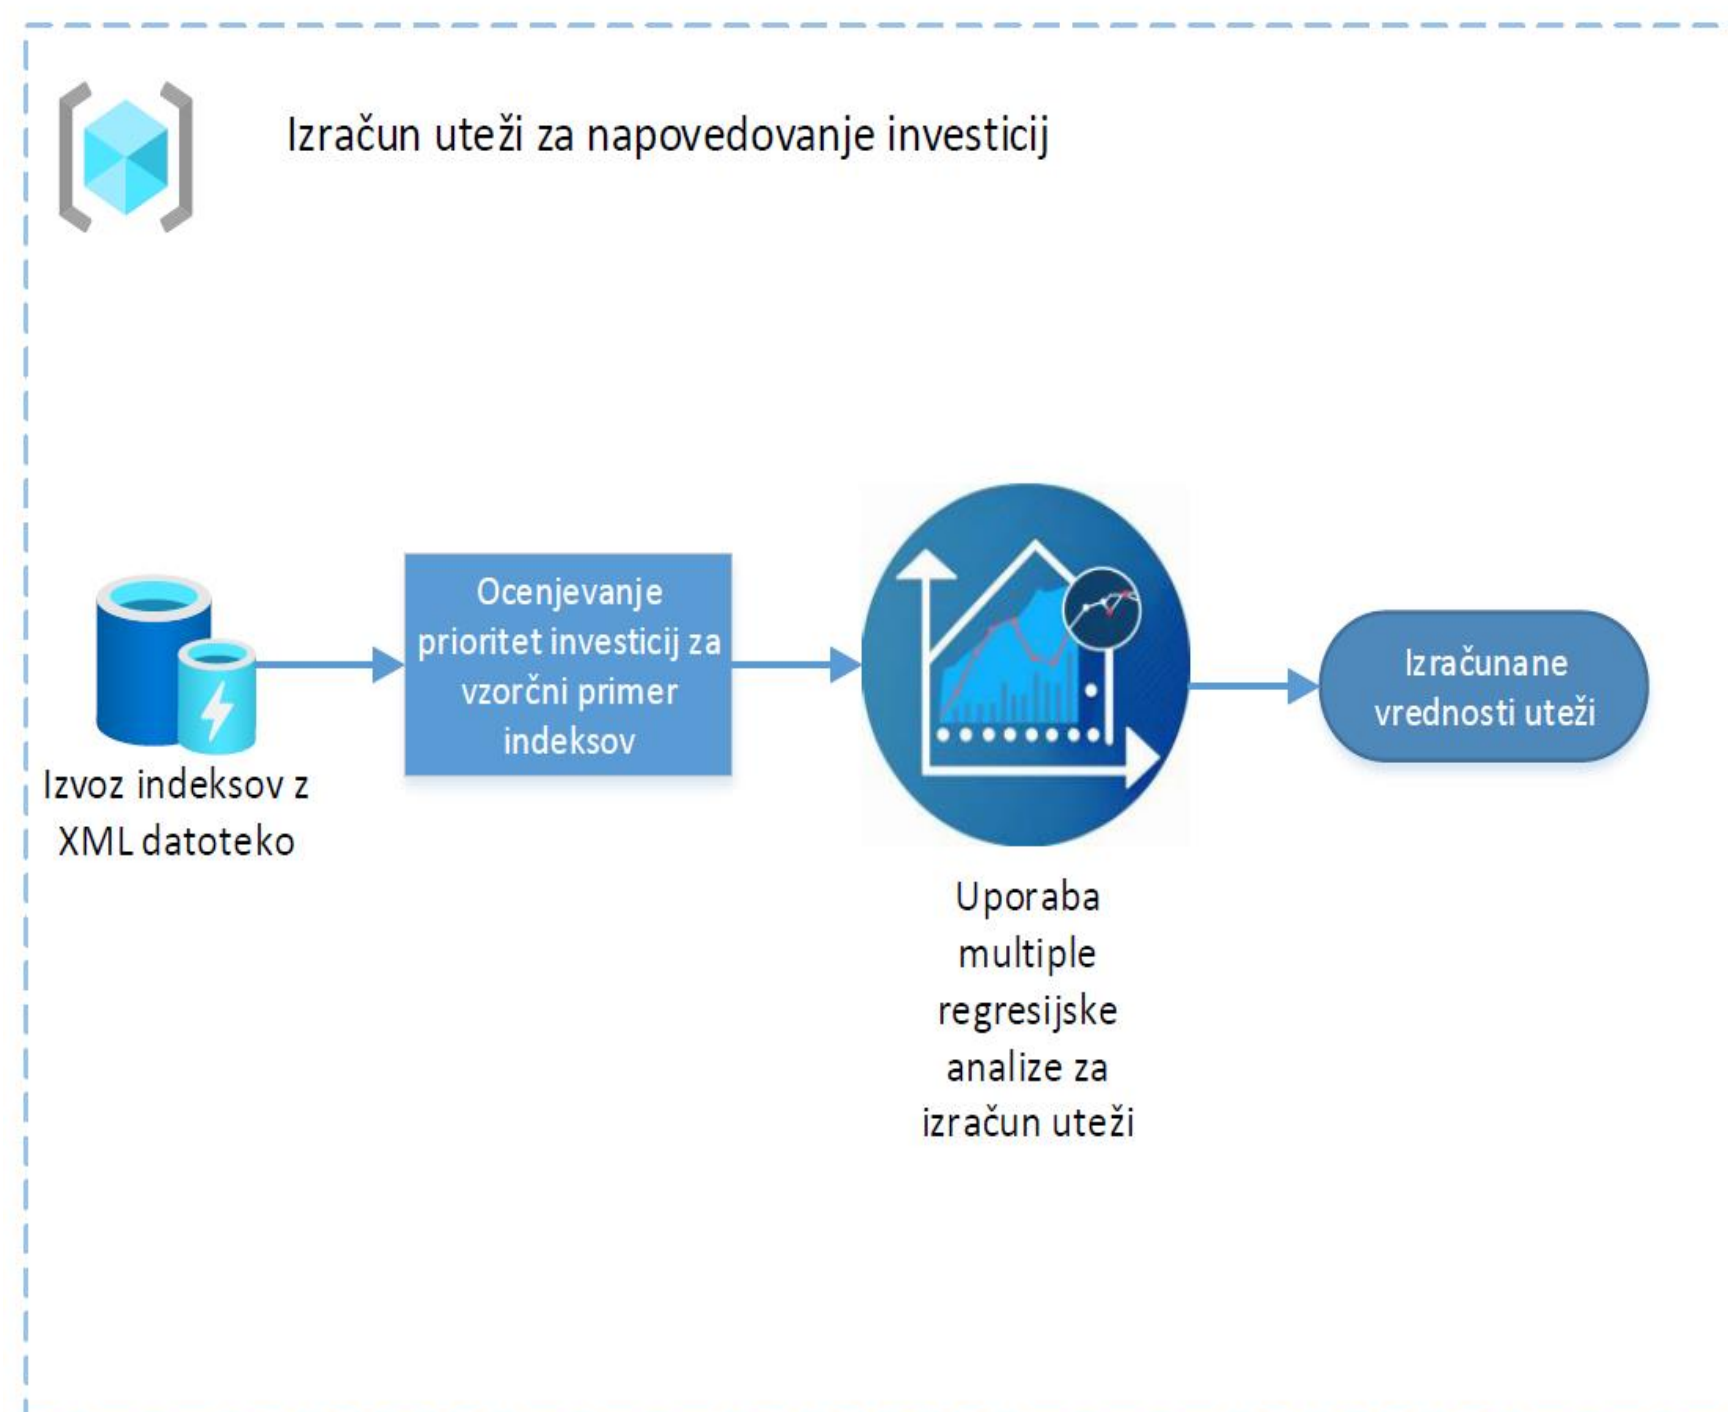 Izračun uteži za napovedovanje investicij
Izvoz indeksov z
XML datoteko
Ocenjevanje
prioritet investicij za
vzorčni primer
indeksov
Uporaba
multiple
regresijske
analize za
izračun uteži
Izračunane
vrednosti uteži